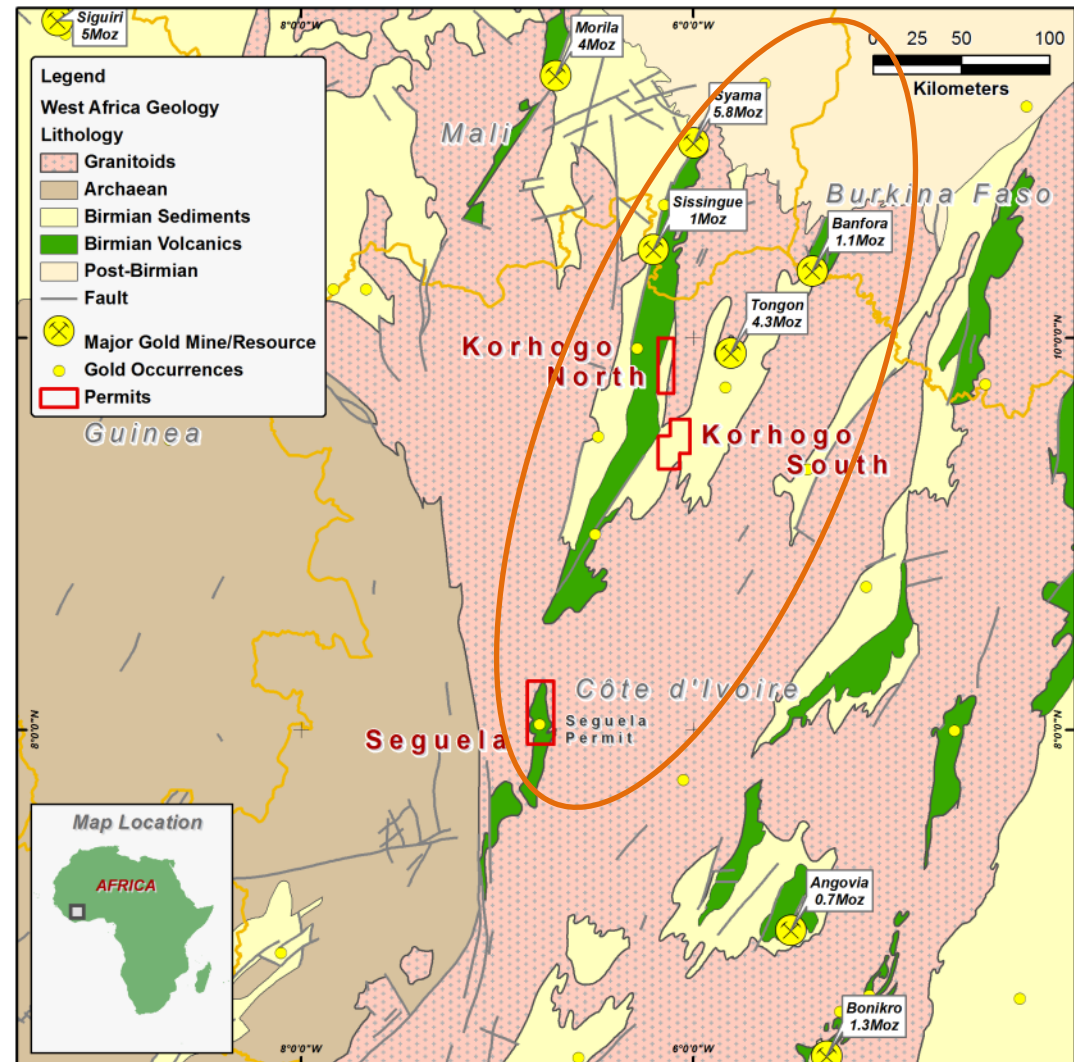 Siguiri
5Moz
8°0'0"W
Morila
4Moz
6°0'0"W
0 25 50 100
Kilometers
Legend
West Africa Geology
Lithology
Granitoids
Archaean
Birmian Sediments
Birmian Volcanics
Post-Birmian
Fault
Major Gold Mine/Resource
Gold Occurrences
Permits
Mali
Syama
5.8Moz
Sissingue
1Moz
Burkina Faso
Banfora
1.1Moz
Tongon
4.3Moz
10°0'0"N
Korhogo
North
Guinea
Korhogo
South
Côte d'Ivoire
Seguela
Seguela
Permit
8°0'0"N
8°0'0"N
Map Location
AFRICA
Angovia
0.7Moz
Bonikro
1.3Moz
8°0'0"W
6°0'0"W